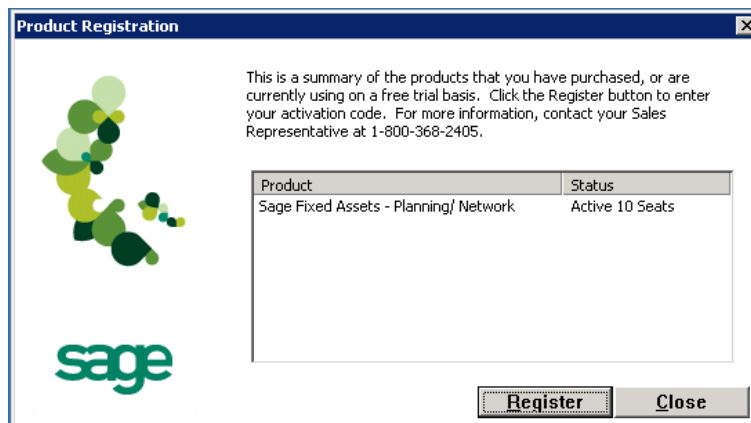 Product Registration
This is a summary of the products that you have purchased, or are
currently using on a free trial basis. Click the Register button to enter
your activation code. For more information, contact your Sales
Representative at 1-800-368-2405.
Product Status
Sage Fixed Assets - Planning/ Network Active 10 Seats
sage
Register Close